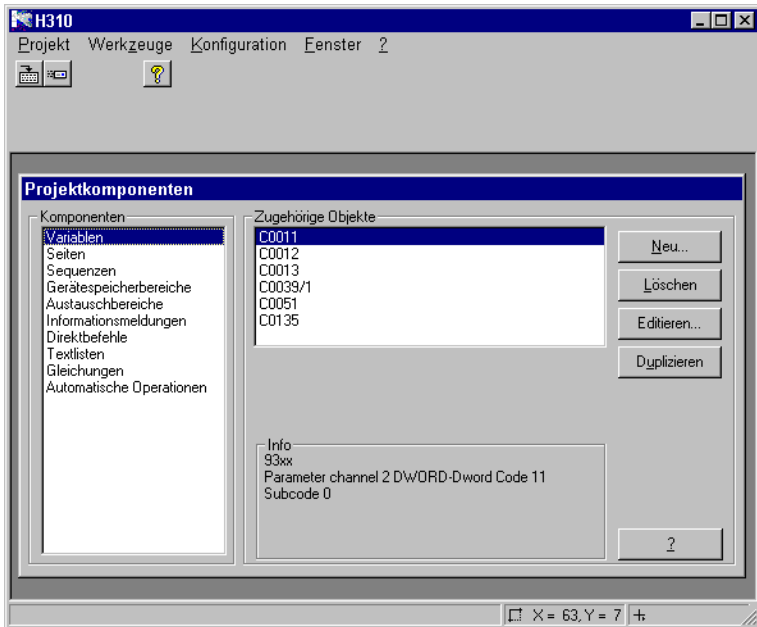 H310
Projekt Werkzeuge Konfiguration Fenster ?
Projektkomponenten
Komponenten
Variablen
Seiten
Sequenzen
Gerätespeicherbereiche
Austauschbereiche
Informationsmeldungen
Direktbefehle
Textlisten
Gleichungen
Automatische Operationen
Zugehörige Objekte
C0011
C0012
C0013
C0039/1
C0051
C0135
Neu...
Löschen
Editieren...
Duplizieren
Info
93xx
Parameter channel 2 DWORD-Dword Code 11
Subcode 0
?
X = 63, Y = 7